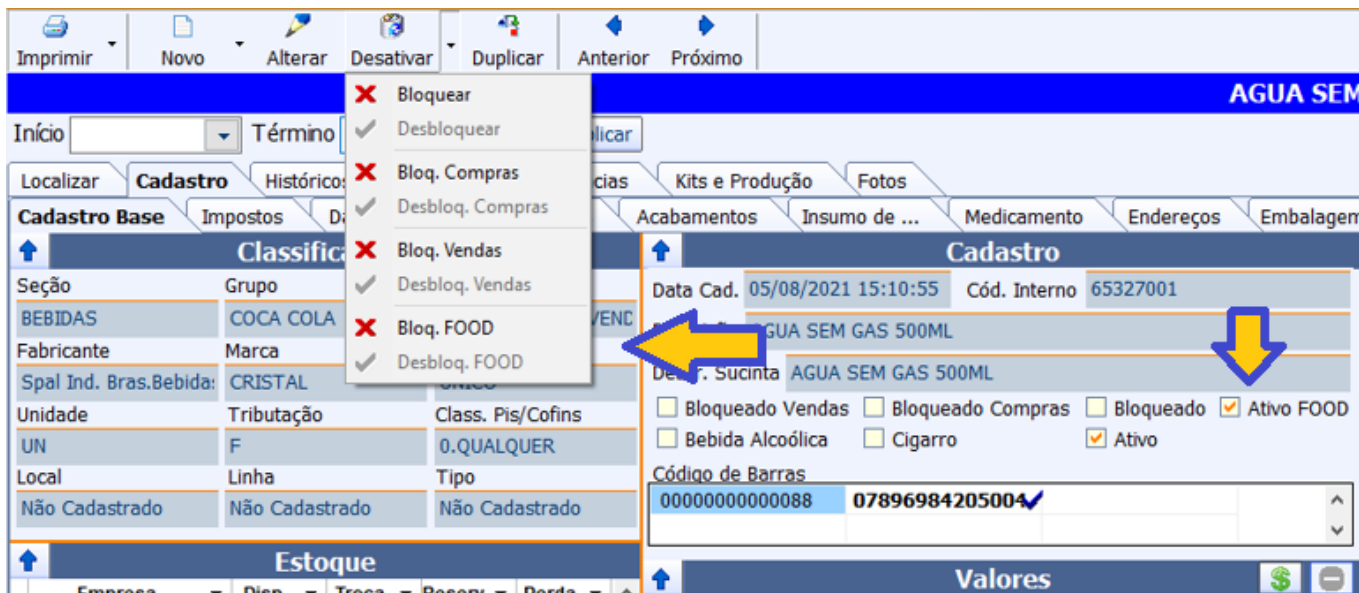 Imprimir Novo Alterar Desativar Duplicar Anterior Próximo
AGUA SEM
Início Término licar
Bloquear
Desbloquear
Bloq. Compras
Desbloq. Compras
Bloq. Vendas
Desbloq. Vendas
Bloq. FOOD
Desbloq. FOOD
Localizar Cadastro Kits e Produção Fotos
Cadastro Base Impostos Acabamentos Insumo de ... Medicamento Endereços Embalagem
Seção Grupo
BEBIDAS COCA COLA VEND
Fabricante Marca
Spal Ind. Bras.Bebida: CRISTAL
Unidade Tributação Class. Pis/Cofins
UN F 0.QUALQUER
Local Linha Tipo
Não Cadastrado Não Cadastrado Não Cadastrado
Estoque
Cadastro
Data Cad. 05/08/2021 15:10:55 Cód. Interno 65327001
AGUA SEM GAS 500ML
Sucinta AGUA SEM GAS 500ML
Bloqueado Vendas Bloqueado Compras Bloqueado Ativo FOOD
Bebida Alcoólica Cigarro Ativo
Código de Barras
00000000000088 07896984205004
Valores